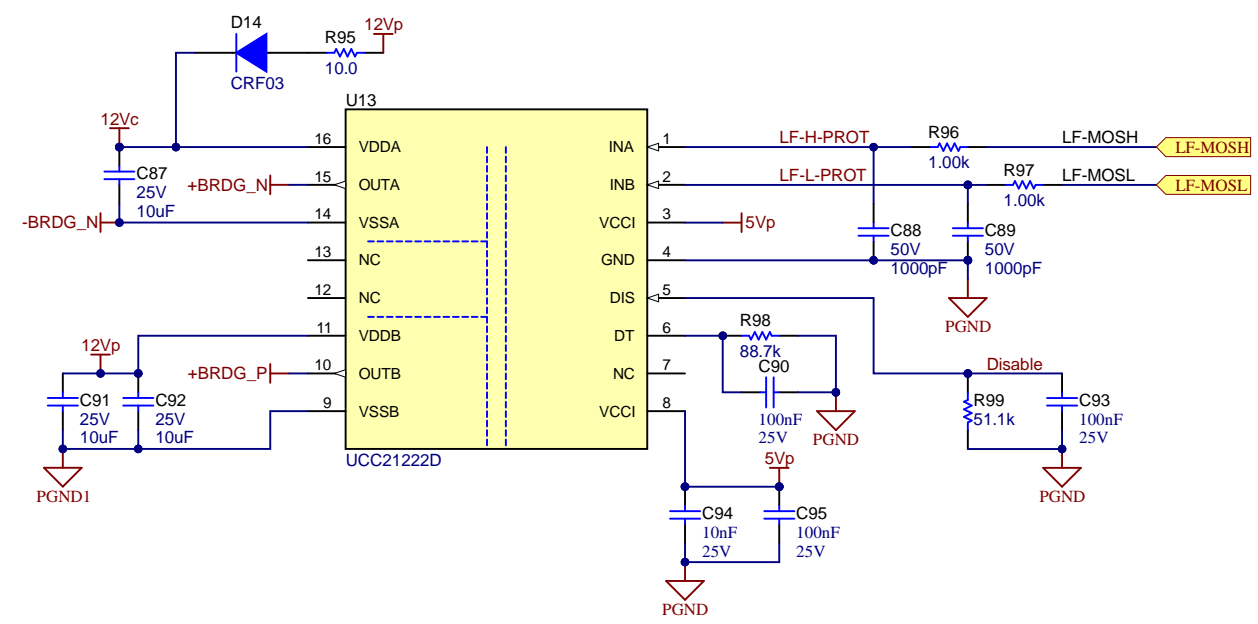 D14
12Vp
R95
10.0
CRF03
U13
12Vc
16
VDDA
INA
1
LF-H-PROT
R96
1.00k
LF-MOSH
LF-MOSH
C87
25V
10uF
+BRDG_N
15
OUTA
INB
2
LF-L-PROT
R97
1.00k
LF-MOSL
LF-MOSL
-BRDG_N
14
VSSA
VCCI
3
5Vp
C88
50V
1000pF
C89
50V
1000pF
13
NC
GND
4
12
NC
DIS
5
PGND
11
VDDB
DT
6
R98
88.7k
C90
100nF
25V
PGND
12Vp
+BRDG_P
10
OUTB
NC
7
Disable
C91
25V
10uF
C92
25V
10uF
9
VSSB
VCCI
8
R99
51.1k
C93
100nF
25V
UCC21222D
5Vp
PGND1
PGND
C94
10nF
25V
C95
100nF
25V
PGND